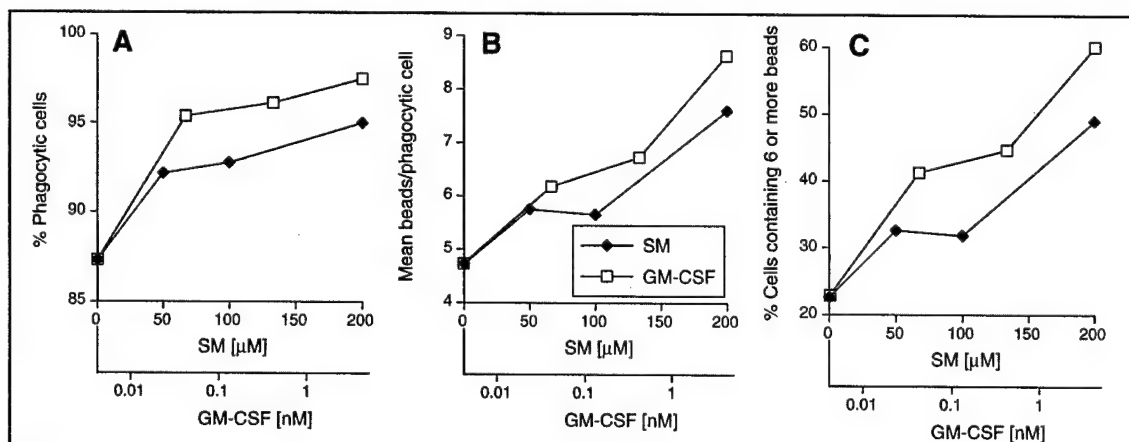 A
% Phagocytic cells
100
95
90
85
0 50 100 150 200
SM [μM]
0.01 0.1 1
GM-CSF [nM]
B
Mean beads/phagocytic cell
9
8
7
6
5
4
SM
GM-CSF
0 50 100 150 200
SM [μM]
0.01 0.1 1
GM-CSF [nM]
C
% Cells containing 6 or more beads
60
50
40
30
20
0 50 100 150 200
SM [μM]
0.01 0.1 1
GM-CSF [nM]